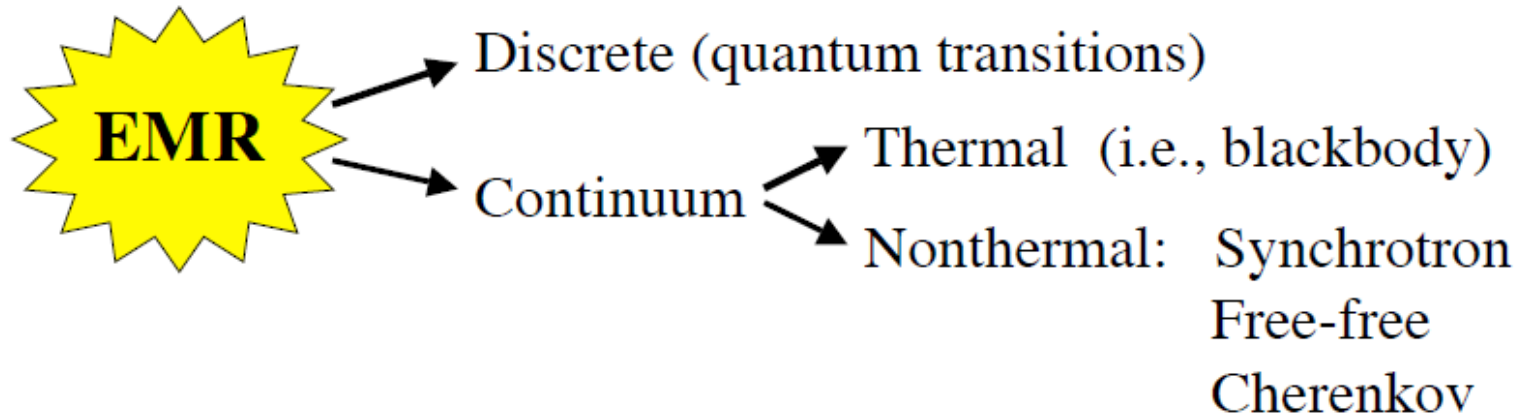 Discrete (quantum transitions)
EMR
Thermal (i.e., blackbody)
Continuum
Nonthermal: Synchrotron
Free-free
Cherenkov